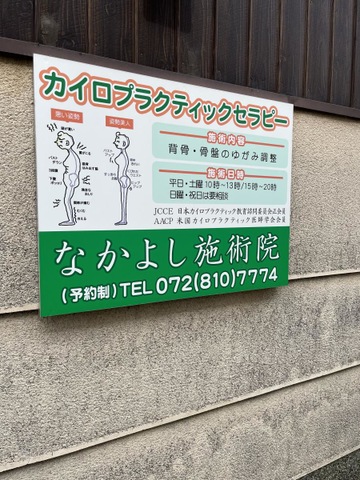 カイロプラクティックセラピー
悪い姿勢
姿勢美人
施術内容
背骨・骨盤のゆがみ調整
施術日時
平日・土曜 10時〜13時/15時〜20時
日曜・祝日は要相談
JCCE 日本カイロプラクティック教育諮問委員会正会員
AACP 米国カイロプラクティック医師学会会員
なかよし施術院
(予約制) TEL 072(810)7774